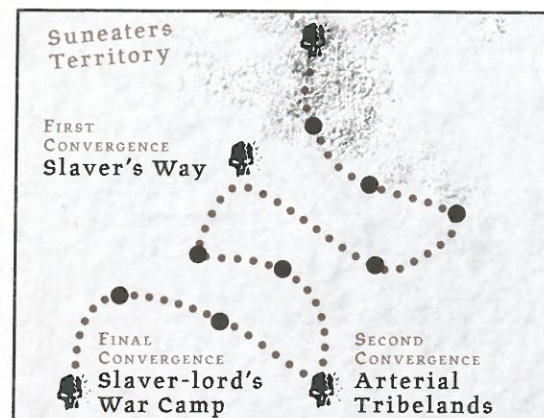 Suneaters
Territory
First
Convergence
Slaver's Way
Final
Convergence
Slaver-lord's
War Camp
Second
Convergence
Arterial
Tribelands